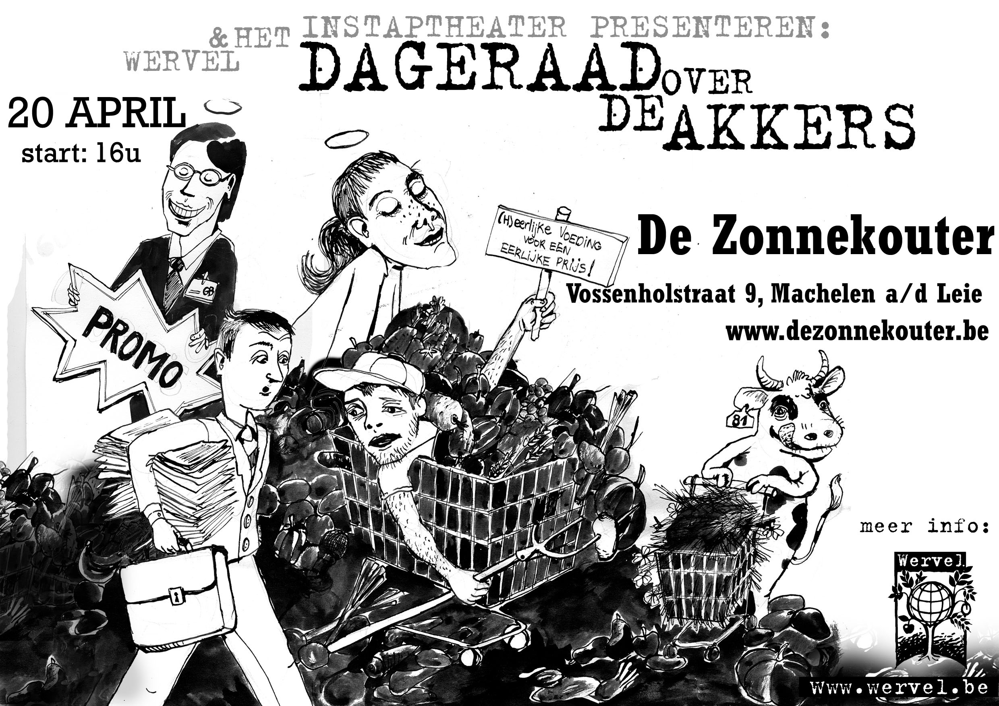 WERVEL & HET INSTAPTHEATER PRESENTEREN:
DAGERAAD OVER
DE AKKERS
20 APRIL
start: 16u
(H)eerlijke Voeding
voor een
eerlijke prijs!
GB
PROMO
De Zonnekouter
Vossenholstraat 9, Machelen a/d Leie
www.dezonnekouter.be
81
meer info:
Wervel
www.wervel.be